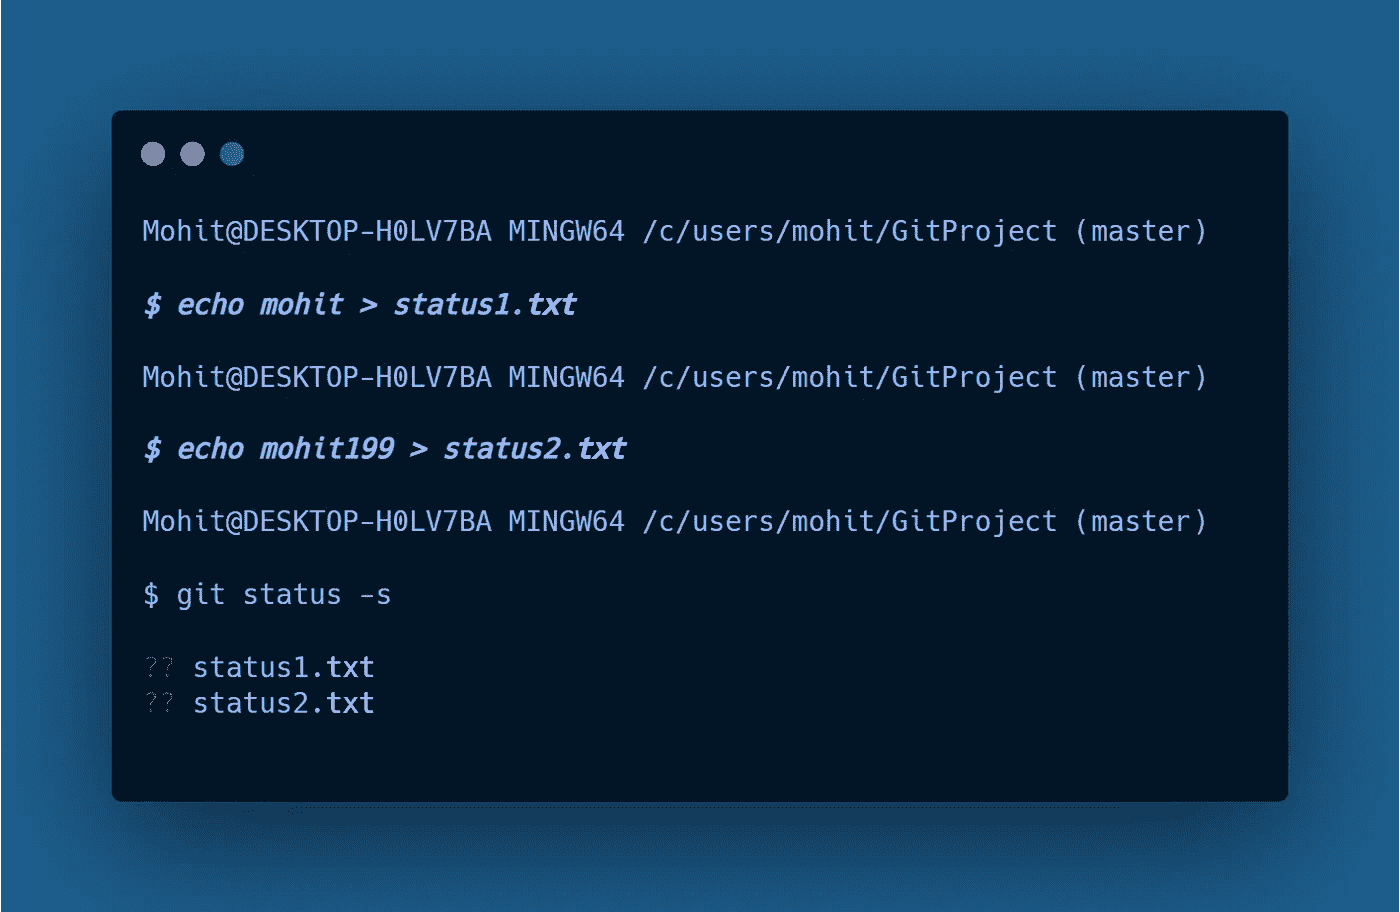 Mohit@DESKTOP-H0LV7BA MINGW64 /c/users/mohit/GitProject (master)
$ echo mohit > status1.txt
Mohit@DESKTOP-H0LV7BA MINGW64 /c/users/mohit/GitProject (master)
$ echo mohit199 > status2.txt
Mohit@DESKTOP-H0LV7BA MINGW64 /c/users/mohit/GitProject (master)
$ git status -s
?? status1.txt
?? status2.txt